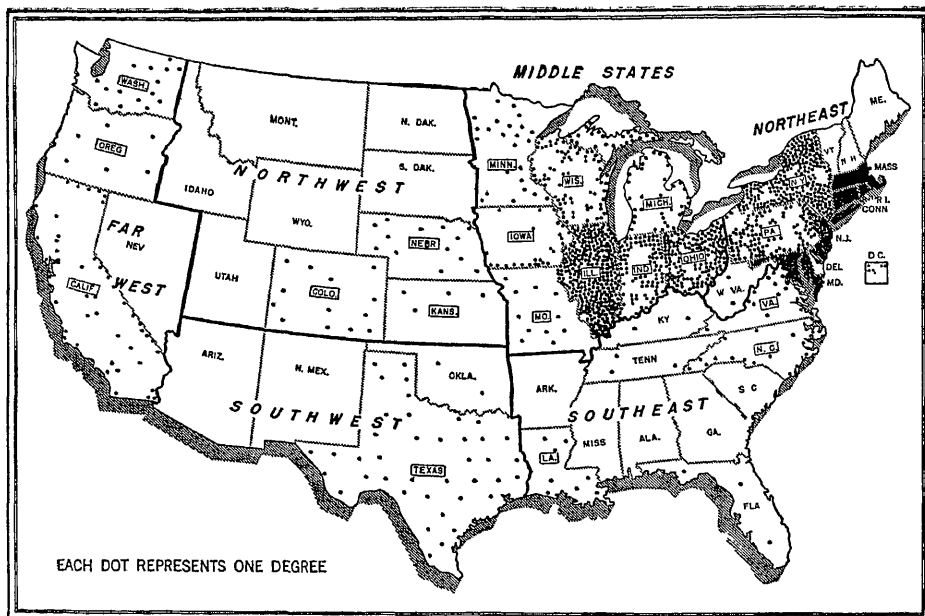 MIDDLE STATES
NORTHEAST
NORTHWEST
FAR
WEST
SOUTHWEST
SOUTHEAST
WASH.
OREG
CALIF.
NEV
IDAHO
MONT.
WYO.
UTAH
COLO.
ARIZ.
N. MEX.
N. DAK.
S. DAK.
NEBR
KANS.
OKLA.
TEXAS
MINN.
IOWA
MO.
ARK.
LA.
WIS.
ILL.
MICH.
IND
OHIO
KY
TENN
MISS
ALA.
GA.
FLA
S C
N. C.
VA.
W VA.
PA
VT
N H
ME.
MASS
R I.
CONN
N.J.
DEL
MD.
D.C.
EACH DOT REPRESENTS ONE DEGREE